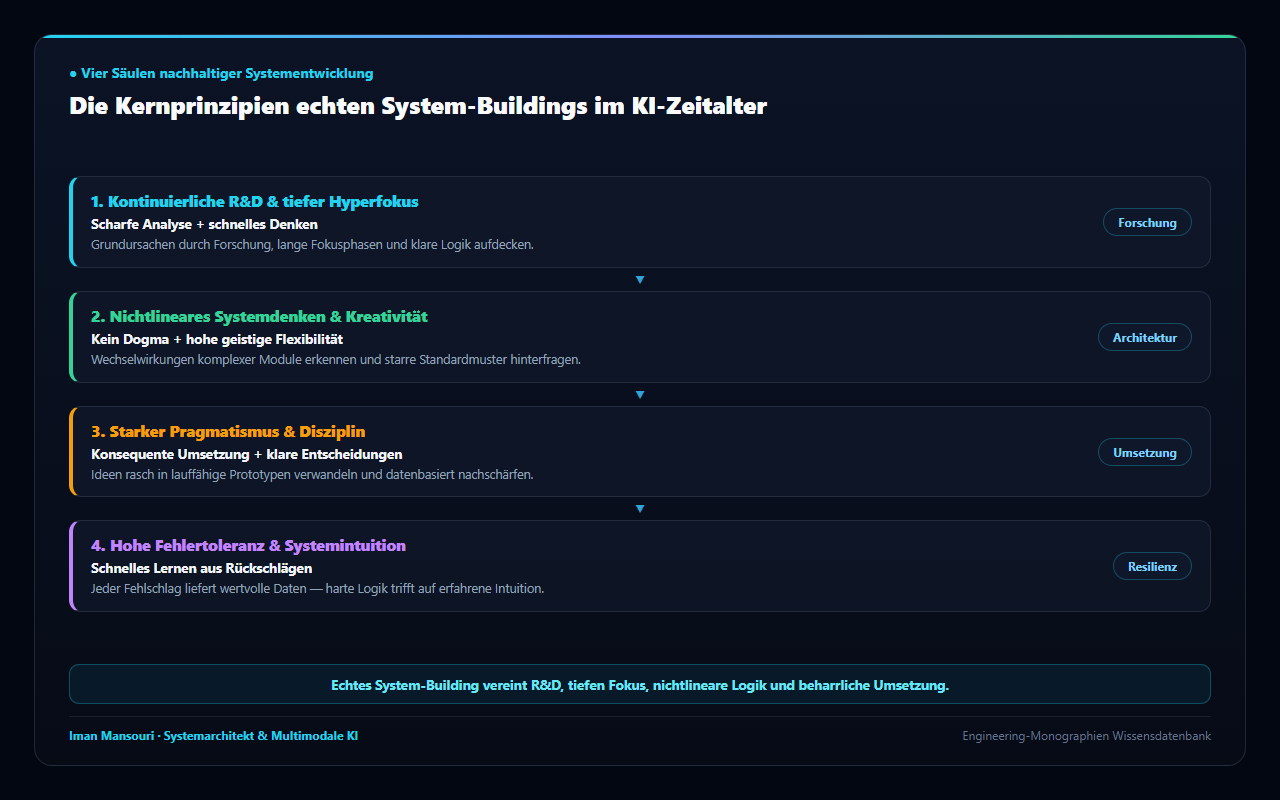 ● Vier Säulen nachhaltiger Systementwicklung
Die Kernprinzipien echten System-Buildings im KI-Zeitalter
1. Kontinuierliche R&D & tiefer Hyperfokus
Scharfe Analyse + schnelles Denken
Grundursachen durch Forschung, lange Fokusphasen und klare Logik aufdecken.
Forschung
▼
2. Nichtlineares Systemdenken & Kreativität
Kein Dogma + hohe geistige Flexibilität
Wechselwirkungen komplexer Module erkennen und starre Standardmuster hinterfragen.
Architektur
▼
3. Starker Pragmatismus & Disziplin
Konsequente Umsetzung + klare Entscheidungen
Ideen rasch in lauffähige Prototypen verwandeln und datenbasiert nachschärfen.
Umsetzung
▼
4. Hohe Fehlertoleranz & Systemintuition
Schnelles Lernen aus Rückschlägen
Jeder Fehlschlag liefert wertvolle Daten — harte Logik trifft auf erfahrene Intuition.
Resilienz
Echtes System-Building vereint R&D, tiefen Fokus, nichtlineare Logik und beharrliche Umsetzung.
Iman Mansouri · Systemarchitekt & Multimodale KI
Engineering-Monographien Wissensdatenbank